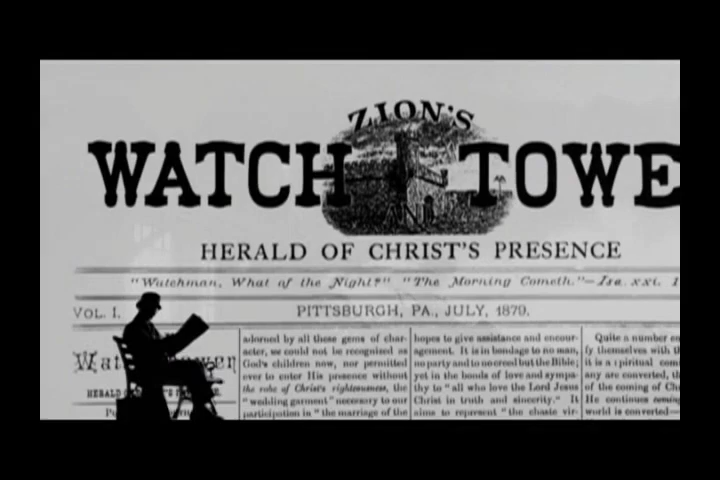 ZION'S
WATCH TOWE
AND
HERALD OF CHRIST'S PRESENCE
"Watchman, What of the Night?" "The Morning Cometh."—Isa. xxi. 1
VOL. I.
PITTSBURGH, PA., JULY, 1879.
HERALD
adorned by all these gems of char-
acter, we could not be recognized as
God's children now, nor permitted
ever to enter His presence without
the robe of Christ's righteousness, the
"wedding garment" necessary to our
participation in "the marriage of the
hopes to give assistance and encour-
agement. It is in bondage to no man,
no party and to no creed but the Bible;
yet in the bonds of love and sympa-
thy to "all who love the Lord Jesus
Christ in truth and sincerity." It
aims to represent "the chaste vir-
Quite a number en
fy themselves with th
it is a spiritual com
any are converted, th
of the coming of Ch
He continues coming
world is converted—